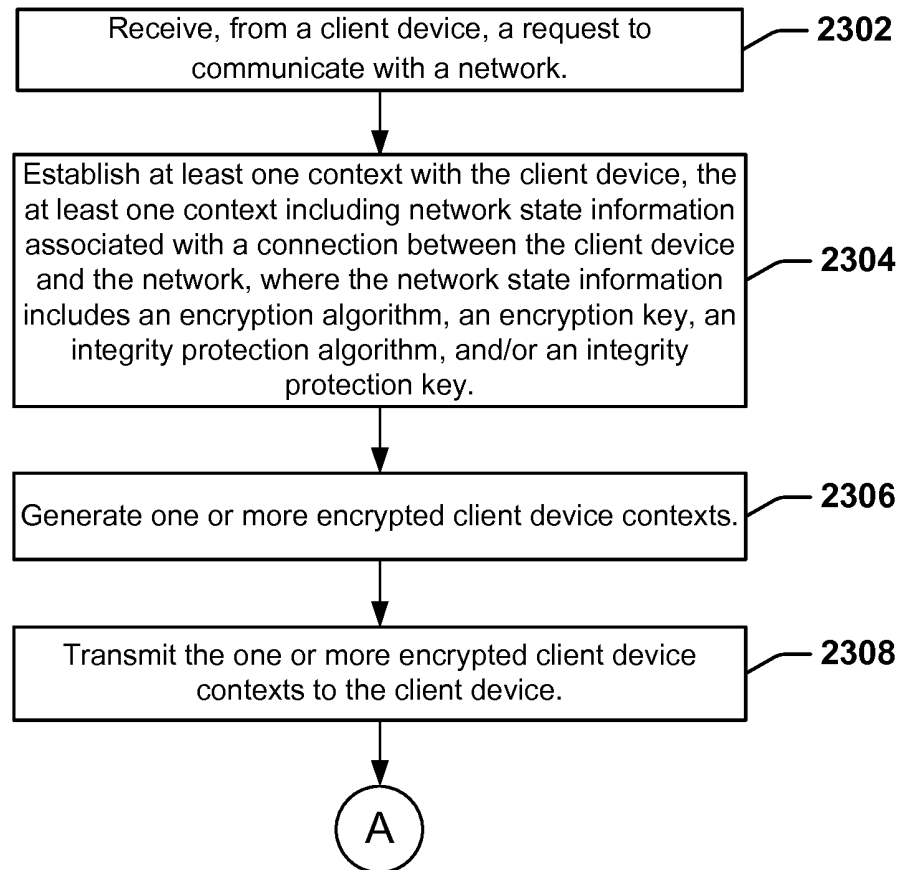 Receive, from a client device, a request to
communicate with a network.
2302
Establish at least one context with the client device, the
at least one context including network state information
associated with a connection between the client device
and the network, where the network state information
includes an encryption algorithm, an encryption key, an
integrity protection algorithm, and/or an integrity
protection key.
2304
Generate one or more encrypted client device contexts.
2306
Transmit the one or more encrypted client device
contexts to the client device.
2308
A